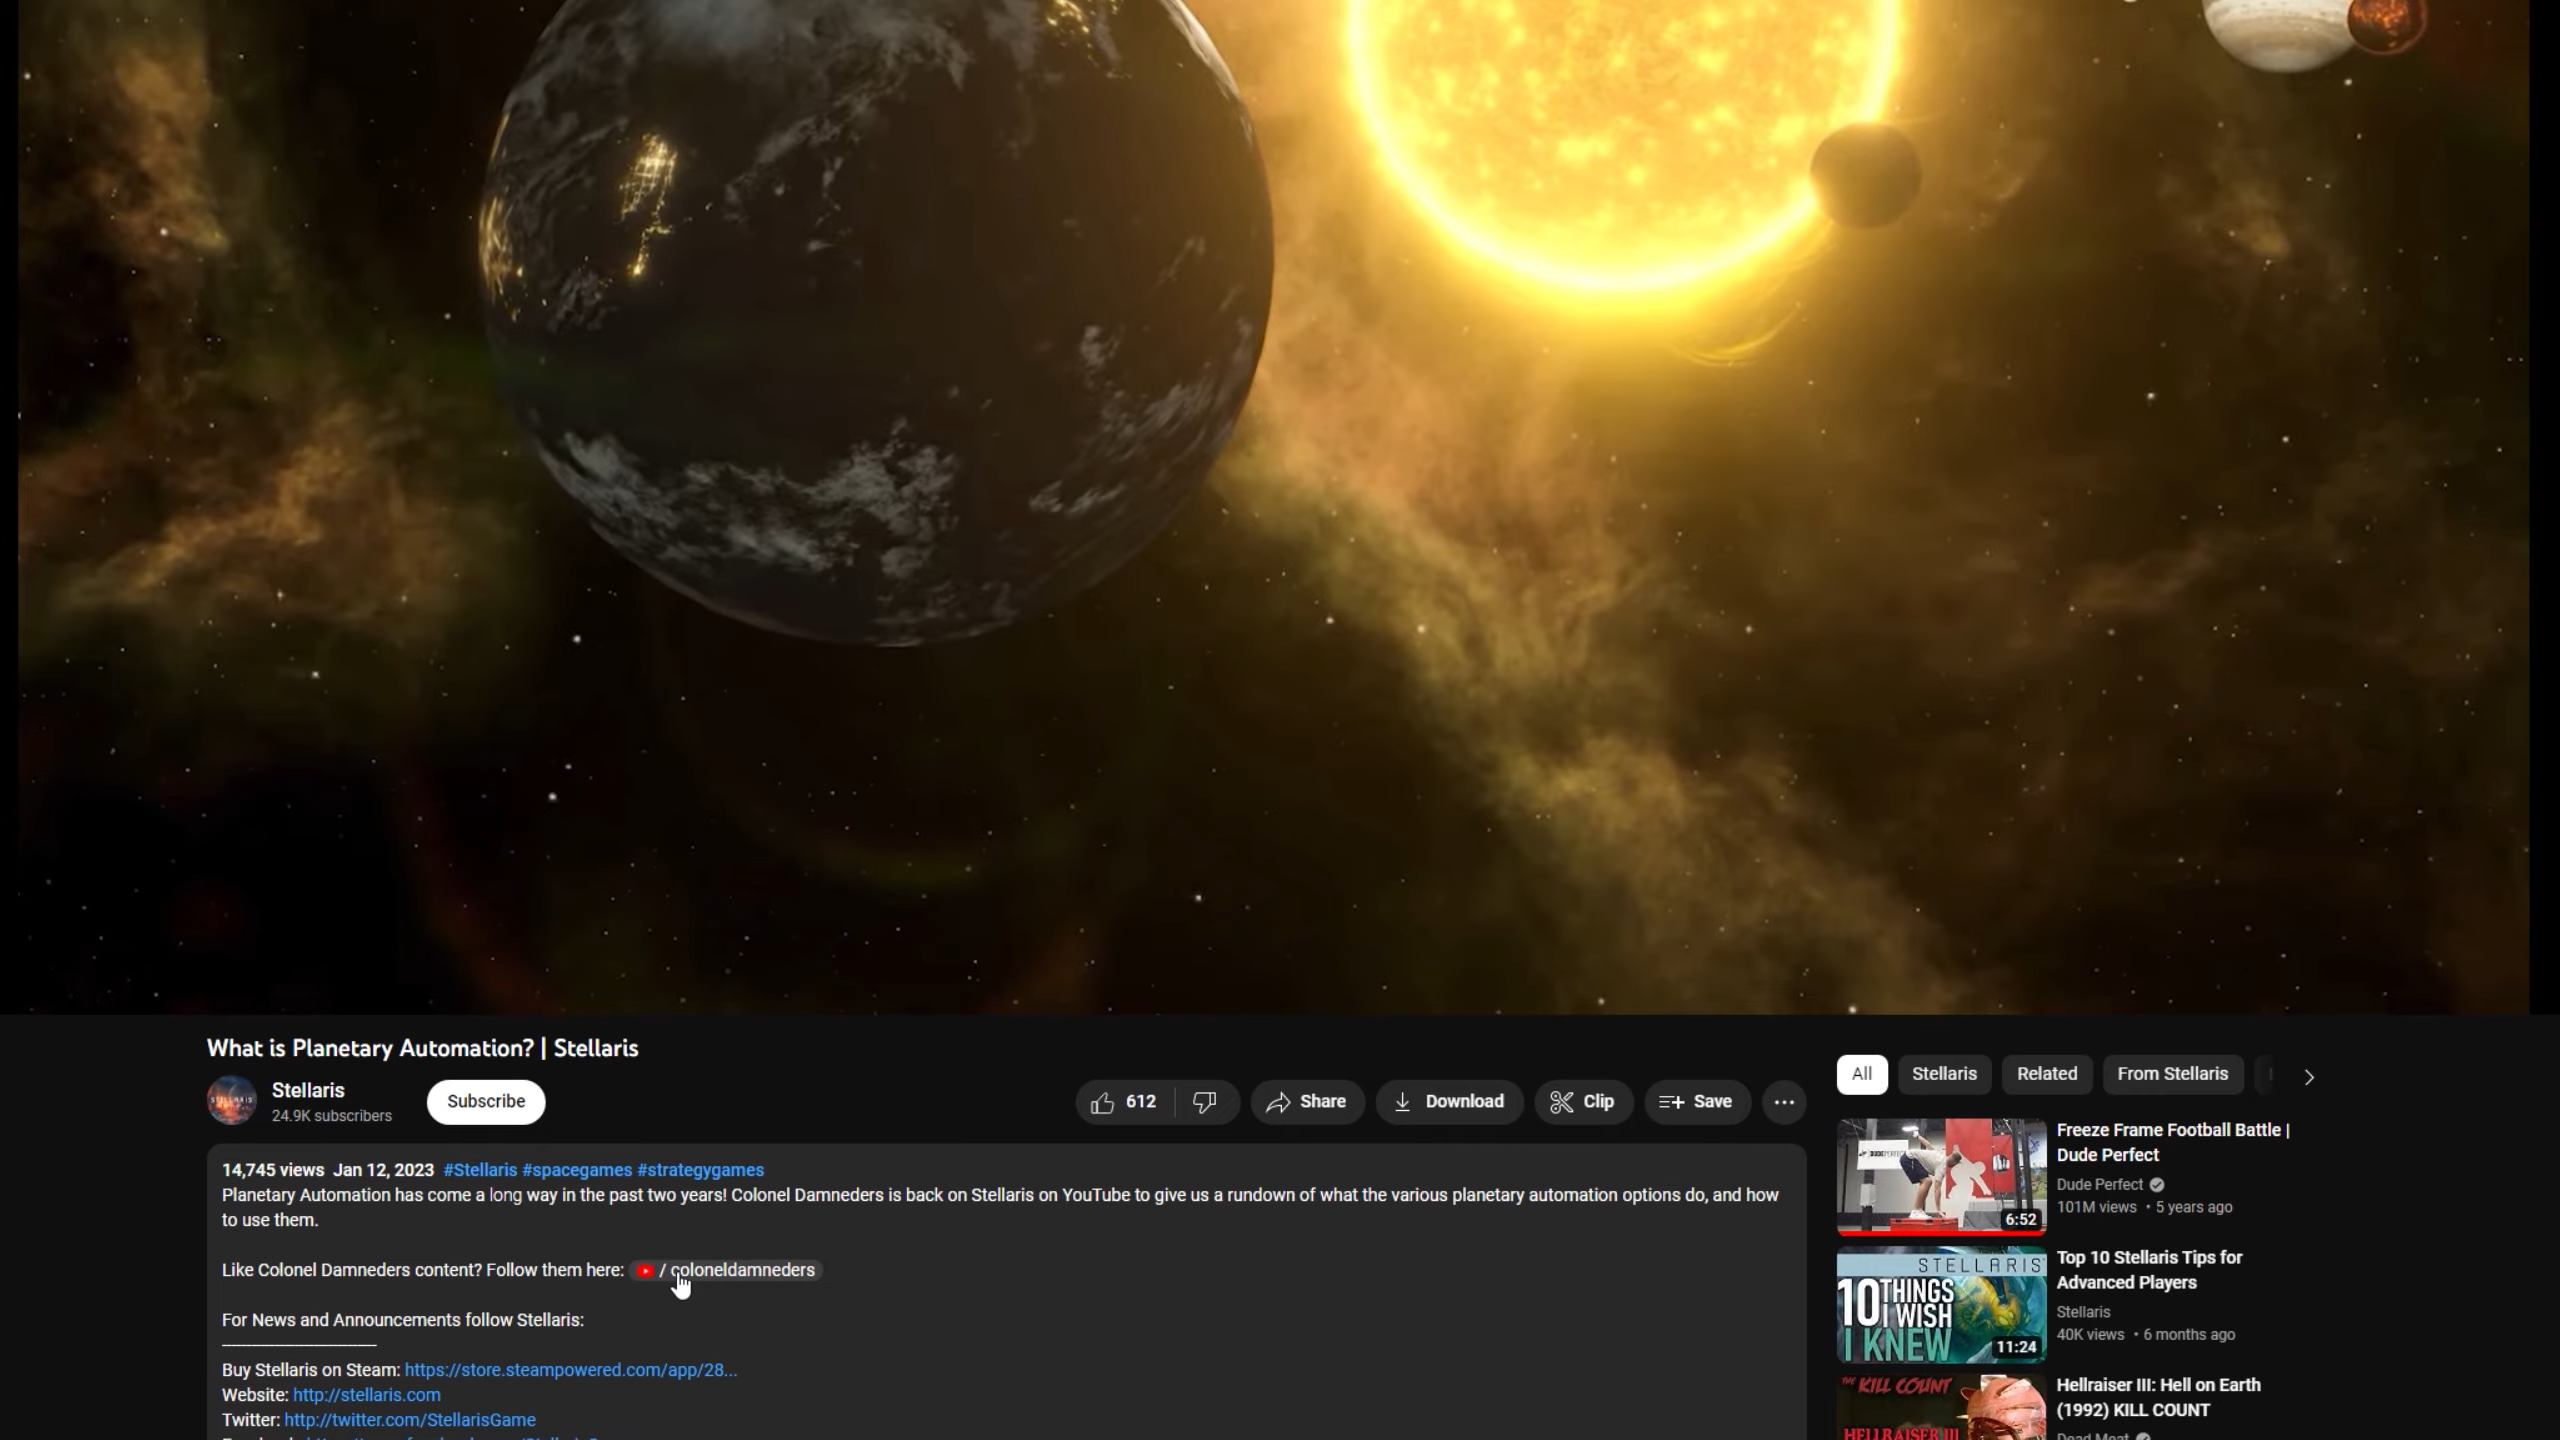 What is Planetary Automation? | Stellaris
Stellaris
24.9K subscribers
Subscribe
612
Share
Download
Clip
Save
14,745 views Jan 12, 2023 #Stellaris #spacegames #strategygames
Planetary Automation has come a long way in the past two years! Colonel Damneders is back on Stellaris on YouTube to give us a rundown of what the various planetary automation options do, and how
to use them.
Like Colonel Damneders content? Follow them here: / coloneldamneders
For News and Announcements follow Stellaris:
Buy Stellaris on Steam: https://store.steampowered.com/app/28...
Website: http://stellaris.com
Twitter: http://twitter.com/StellarisGame
All
Stellaris
Related
From Stellaris
6:52
Freeze Frame Football Battle |
Dude Perfect
Dude Perfect
101M views • 5 years ago
STELLARIS
10 THINGS
I WISH
I KNEW
11:24
Top 10 Stellaris Tips for
Advanced Players
Stellaris
40K views • 6 months ago
THE KILL COUNT
HELLRAISER III
Hellraiser III: Hell on Earth
(1992) KILL COUNT
Dead Meat